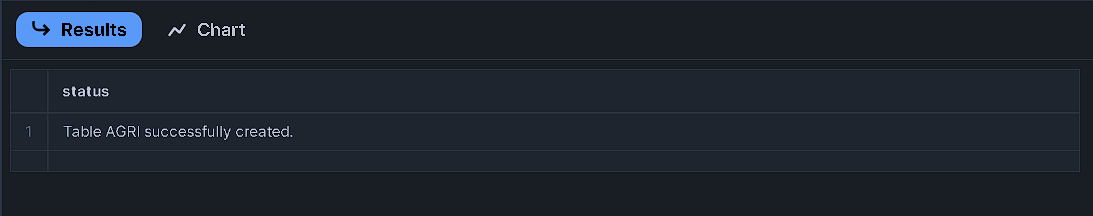 Results Chart
status
1 Table AGRI successfully created.